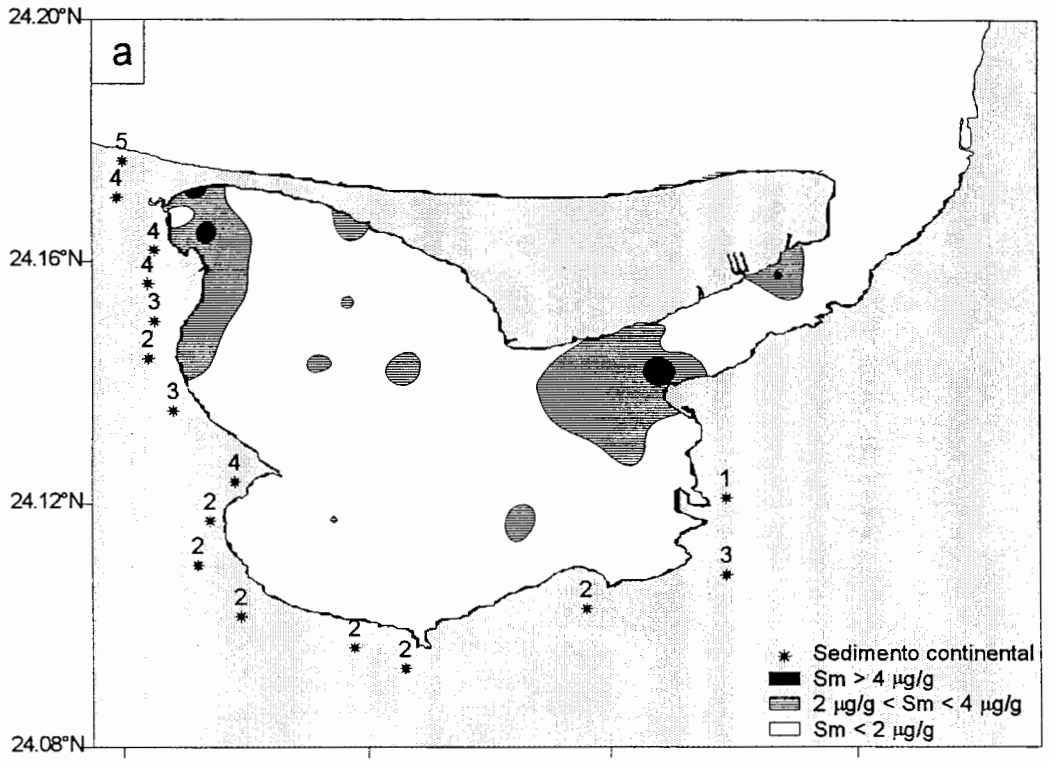 24.20°N
a
5
4
4
4
24.16°N
3
2
3
4
2
24.12°N
1
2
3
2
2
2
2
Sedimento continental
Sm > 4 µg/g
2 µg/g < Sm < 4 µg/g
Sm < 2 µg/g
24.08°N